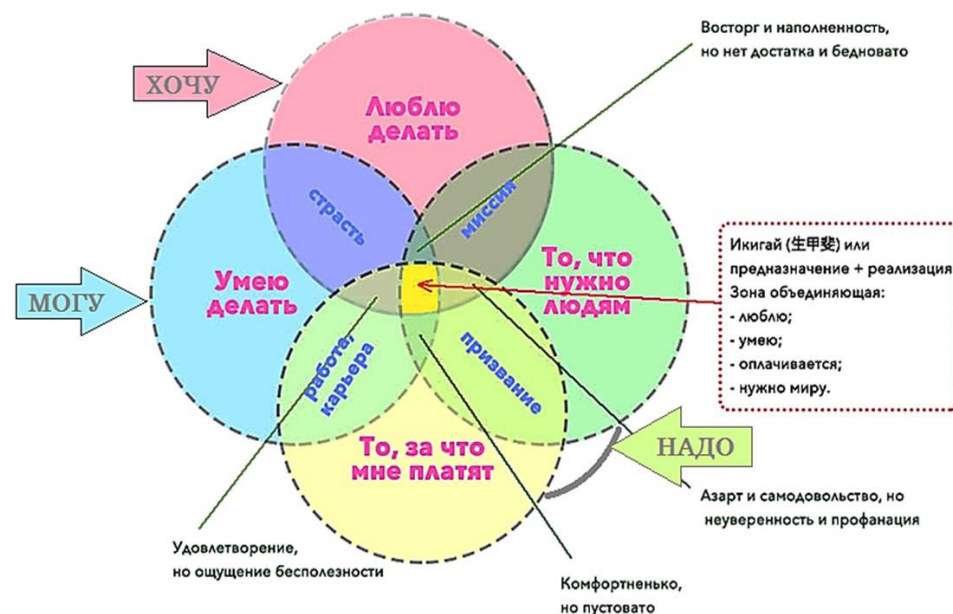 Восторг и наполненность,
но нет достатка и бедновато
ХОЧУ
Люблю
делать
страсть
миссия
Умею
делать
То, что
нужно
людям
МОГУ
Икигай (生甲斐) или
предназначение + реализация
Зона объединяющая:
- люблю;
- умею;
- оплачивается;
- нужно миру.
работа,
карьера
призвание
То, за что
мне платят
НАДО
Азарт и самодовольство, но
неуверенность и профанация
Удовлетворение,
но ощущение бесполезности
Комфортненько,
но пустовато